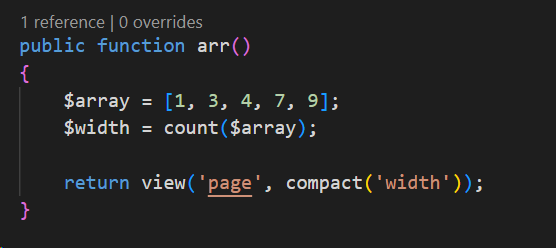 1 reference | 0 overrides
public function arr()
{
    $array = [1, 3, 4, 7, 9];
    $width = count($array);
    return view('page', compact('width'));
}